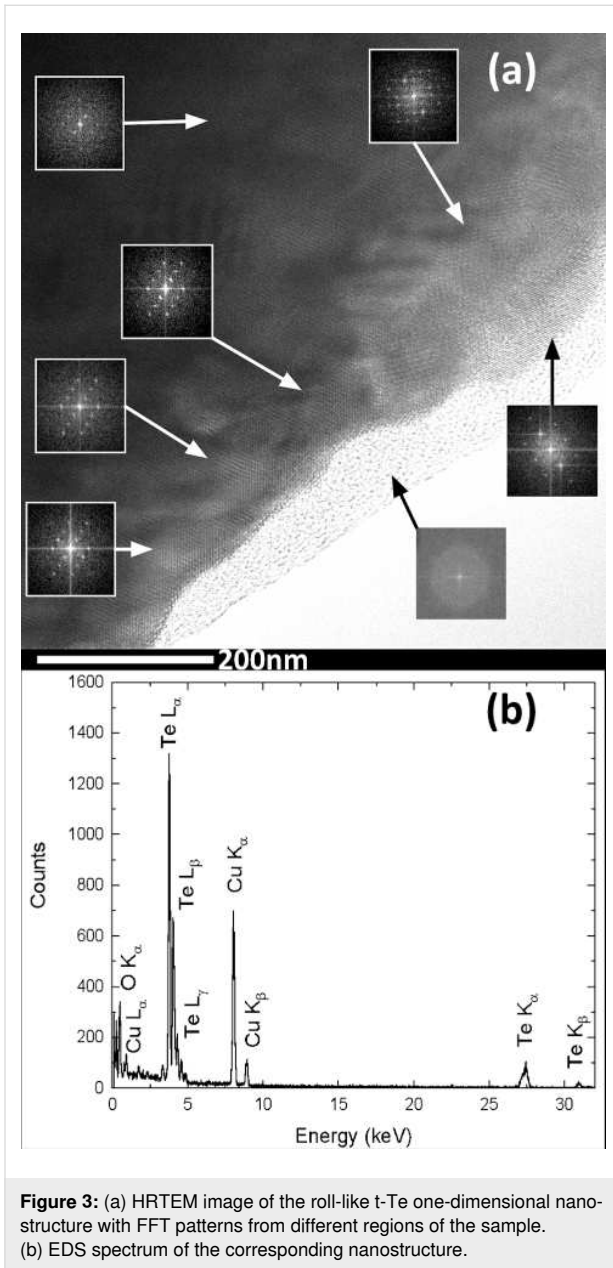 (a)
200nm
(b)
1600
1400
1200
1000
800
600
400
200
0
Counts
O Kα
Cu Lα
Te Lα
Te Lβ
Te Lγ
Cu Kα
Cu Kβ
Te Kα
Te Kβ
0 5 10 15 20 25 30
Energy (keV)
Figure 3: (a) HRTEM image of the roll-like t-Te one-dimensional nano-
structure with FFT patterns from different regions of the sample.
(b) EDS spectrum of the corresponding nanostructure.